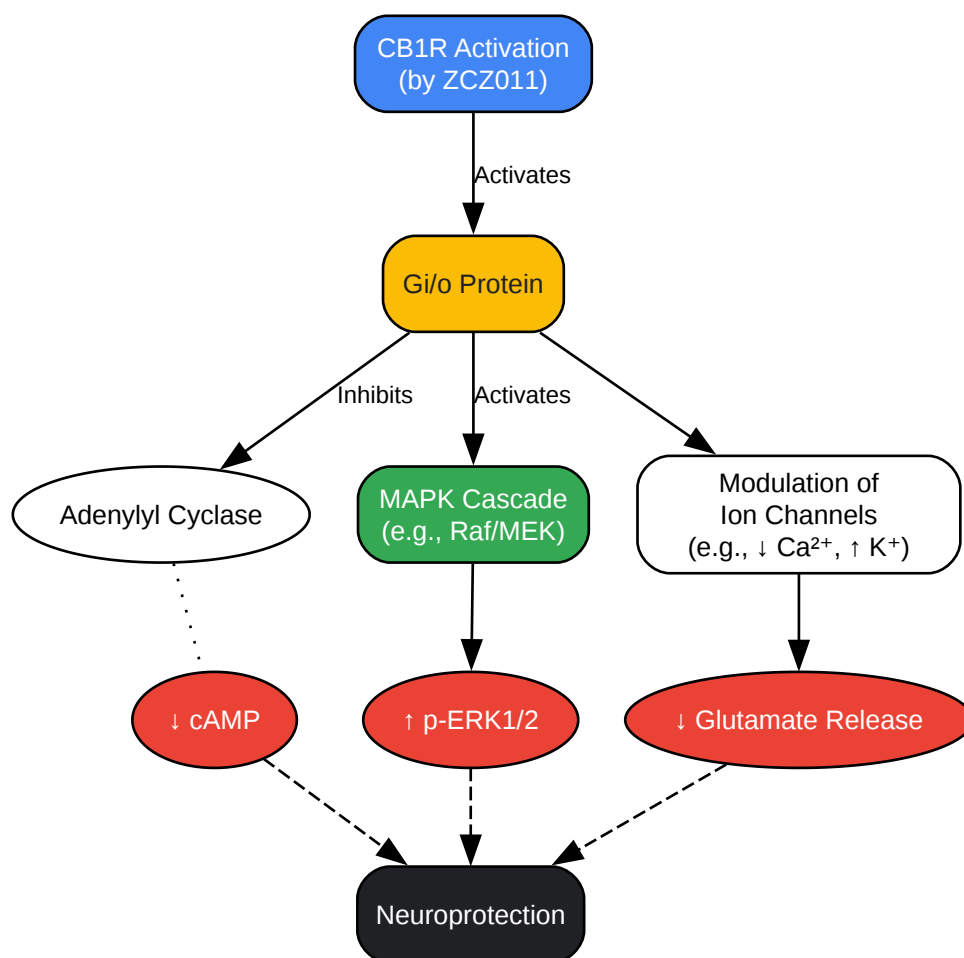 CB1R Activation
(by ZCZ011)
Activates
Gi/o Protein
Inhibits
Activates
Adenylyl Cyclase
MAPK Cascade
(e.g., Raf/MEK)
Modulation of
Ion Channels
(e.g., ↓ Ca²⁺, ↑ K⁺)
↓ cAMP
↑ p-ERK1/2
↓ Glutamate Release
Neuroprotection